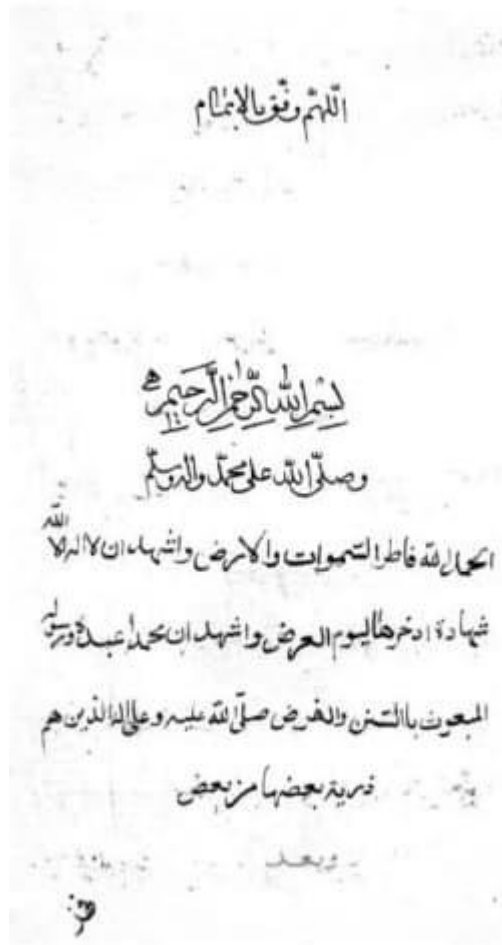 اللهم وفق بالاتمام
بسم الله الرحمن الرحيم
وصلى الله على محمد واله وسلم
الحمد لله فاطر السموات والارض واشهد ان لا اله الا الله
شهادة ادخرها ليوم العرض واشهد ان محمدا عبده ورسوله
المبعوث بالسنن والفرض صلى الله عليه وعلى اله الذين هم
ذرية بعضها من بعض
وبعد